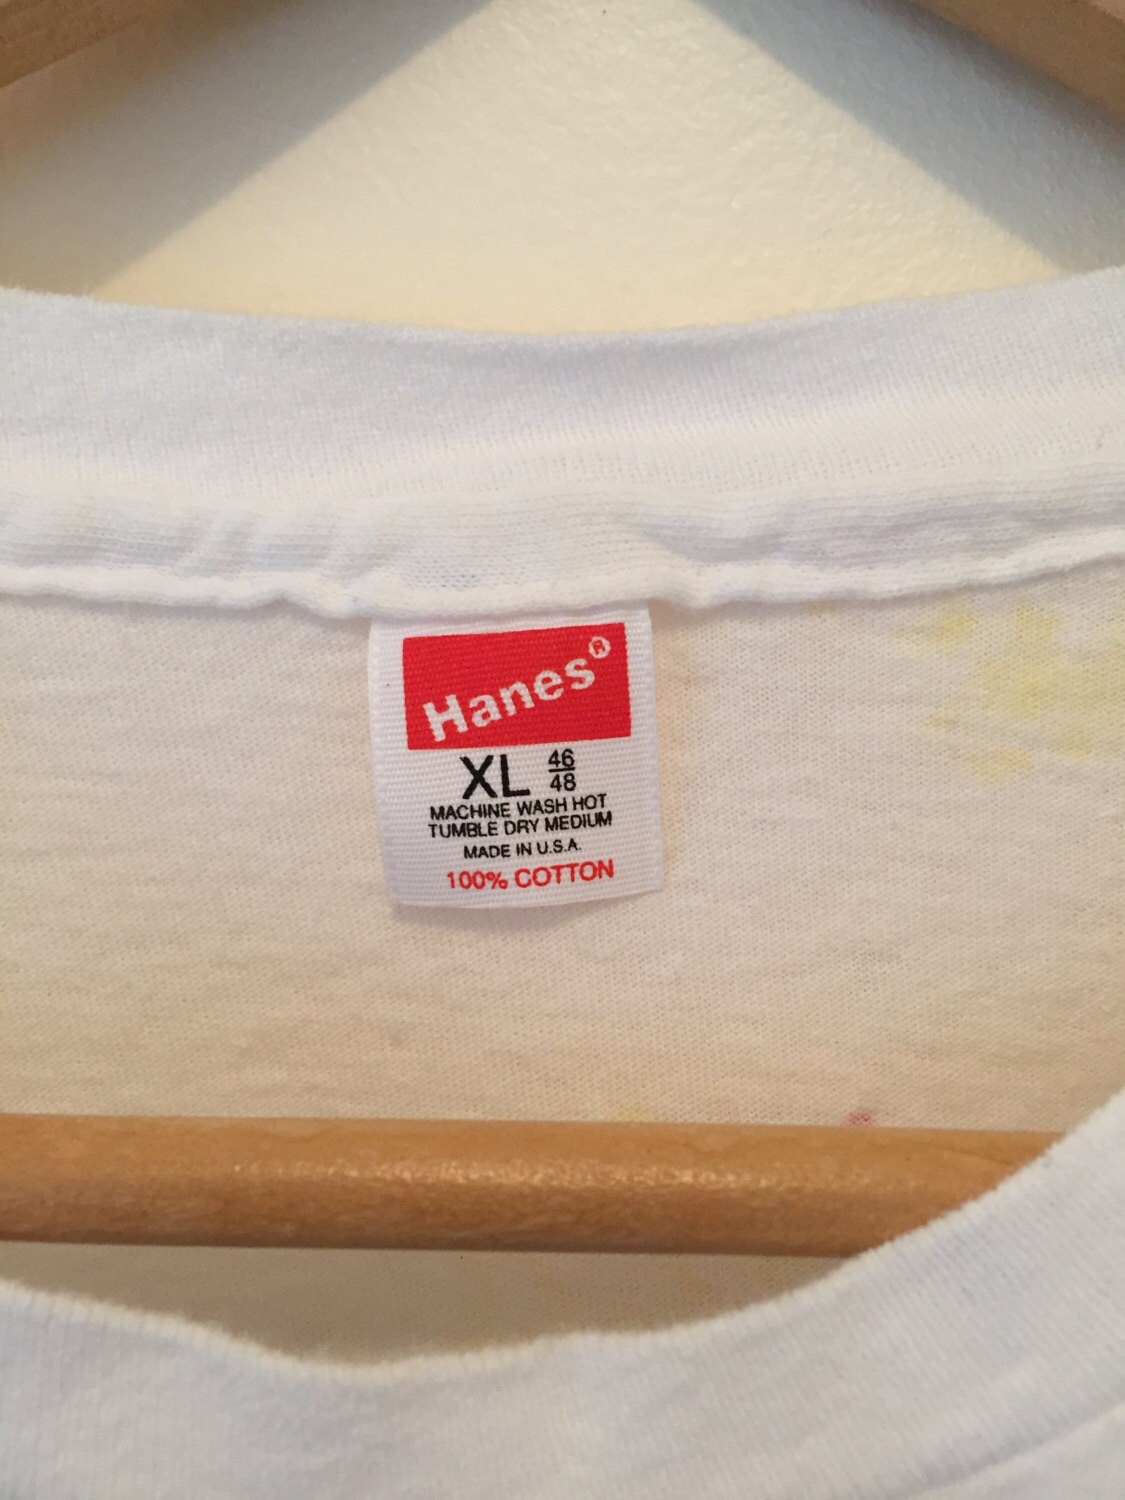 Hanes®
XL 46/48
MACHINE WASH HOT
TUMBLE DRY MEDIUM
MADE IN U.S.A.
100% COTTON